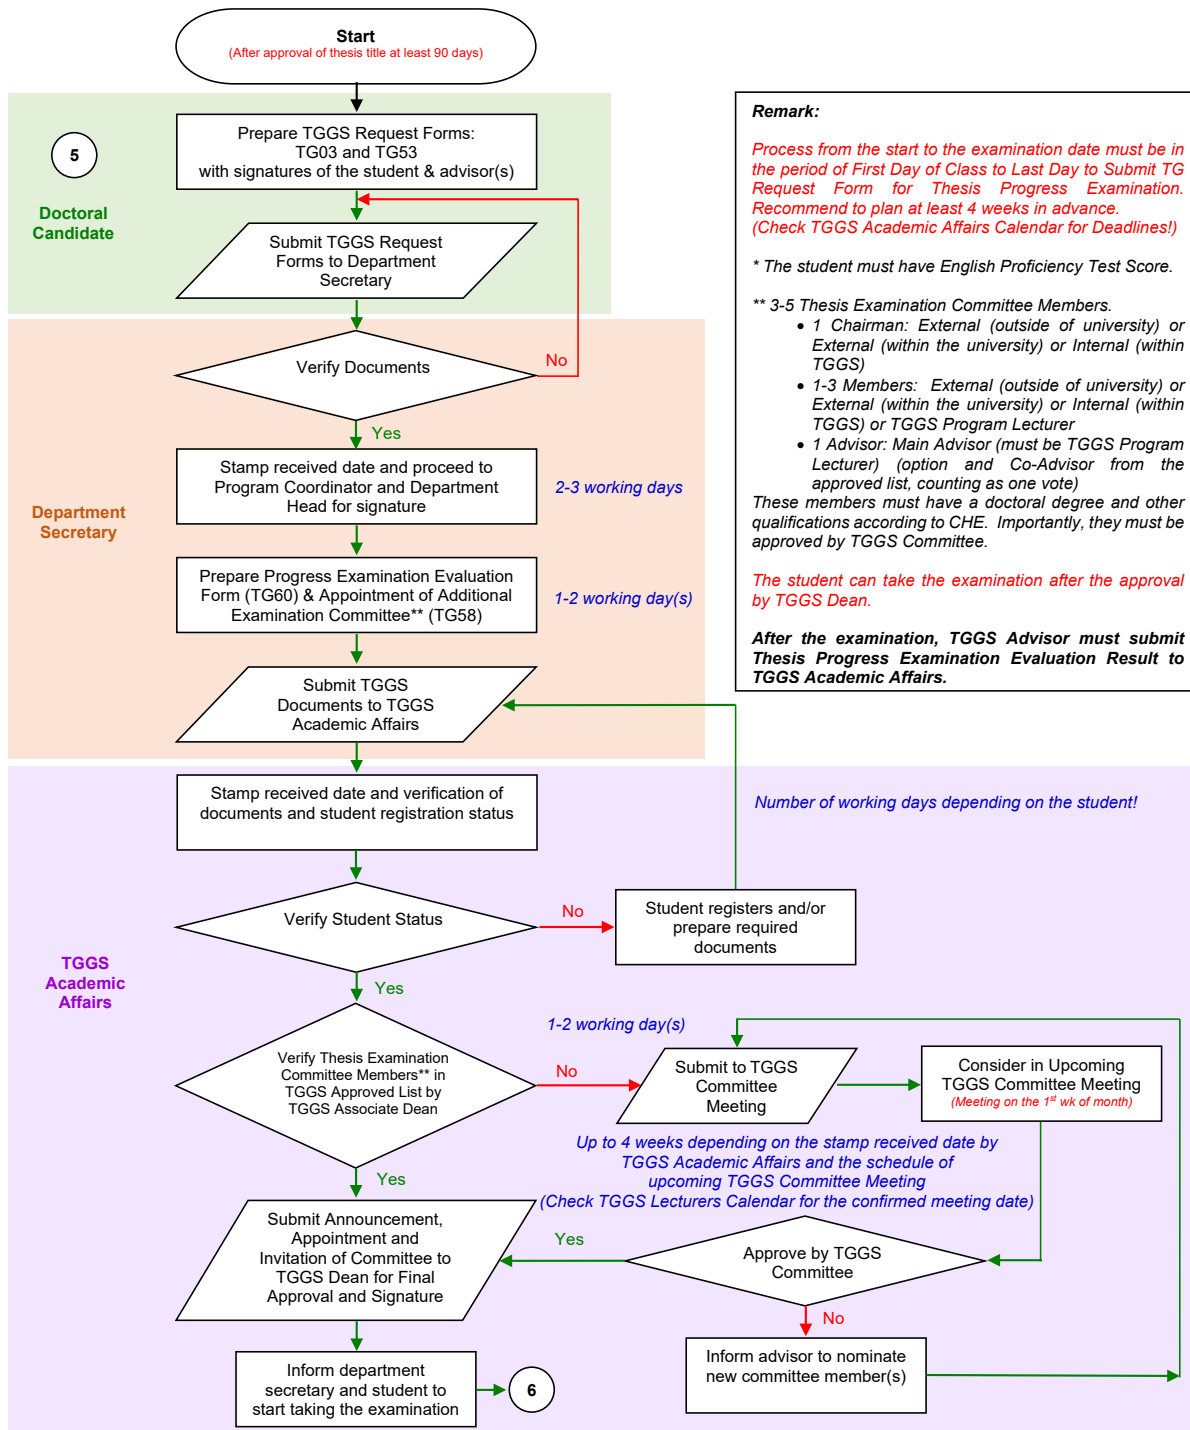 Start
(After approval of thesis title at least 90 days)
5
Doctoral
Candidate
Prepare TGGS Request Forms:
TG03 and TG53
with signatures of the student & advisor(s)
Submit TGGS Request
Forms to Department
Secretary
Verify Documents
No
Yes
Department
Secretary
Stamp received date and proceed to
Program Coordinator and Department
Head for signature
2-3 working days
Prepare Progress Examination Evaluation
Form (TG60) & Appointment of Additional
Examination Committee** (TG58)
1-2 working day(s)
Submit TGGS
Documents to TGGS
Academic Affairs
Remark:
Process from the start to the examination date must be in
the period of First Day of Class to Last Day to Submit TG
Request Form for Thesis Progress Examination.
Recommend to plan at least 4 weeks in advance.
(Check TGGS Academic Affairs Calendar for Deadlines!)
* The student must have English Proficiency Test Score.
** 3-5 Thesis Examination Committee Members.
• 1 Chairman: External (outside of university) or
External (within the university) or Internal (within
TGGS)
• 1-3 Members: External (outside of university) or
External (within the university) or Internal (within
TGGS) or TGGS Program Lecturer
• 1 Advisor: Main Advisor (must be TGGS Program
Lecturer) (option and Co-Advisor from the
approved list, counting as one vote)
These members must have a doctoral degree and other
qualifications according to CHE. Importantly, they must be
approved by TGGS Committee.
The student can take the examination after the approval
by TGGS Dean.
After the examination, TGGS Advisor must submit
Thesis Progress Examination Evaluation Result to
TGGS Academic Affairs.
Stamp received date and verification of
documents and student registration status
Number of working days depending on the student!
Verify Student Status
No
Student registers and/or
prepare required
documents
TGGS
Academic
Affairs
Yes
1-2 working day(s)
Verify Thesis Examination
Committee Members** in
TGGS Approved List by
TGGS Associate Dean
No
Submit to TGGS
Committee
Meeting
Consider in Upcoming
TGGS Committee Meeting
(Meeting on the 1st wk of month)
Up to 4 weeks depending on the stamp received date by
TGGS Academic Affairs and the schedule of
upcoming TGGS Committee Meeting
(Check TGGS Lecturers Calendar for the confirmed meeting date)
Yes
Submit Announcement,
Appointment and
Invitation of Committee to
TGGS Dean for Final
Approval and Signature
Yes
Approve by TGGS
Committee
No
Inform advisor to nominate
new committee member(s)
Inform department
secretary and student to
start taking the examination
6